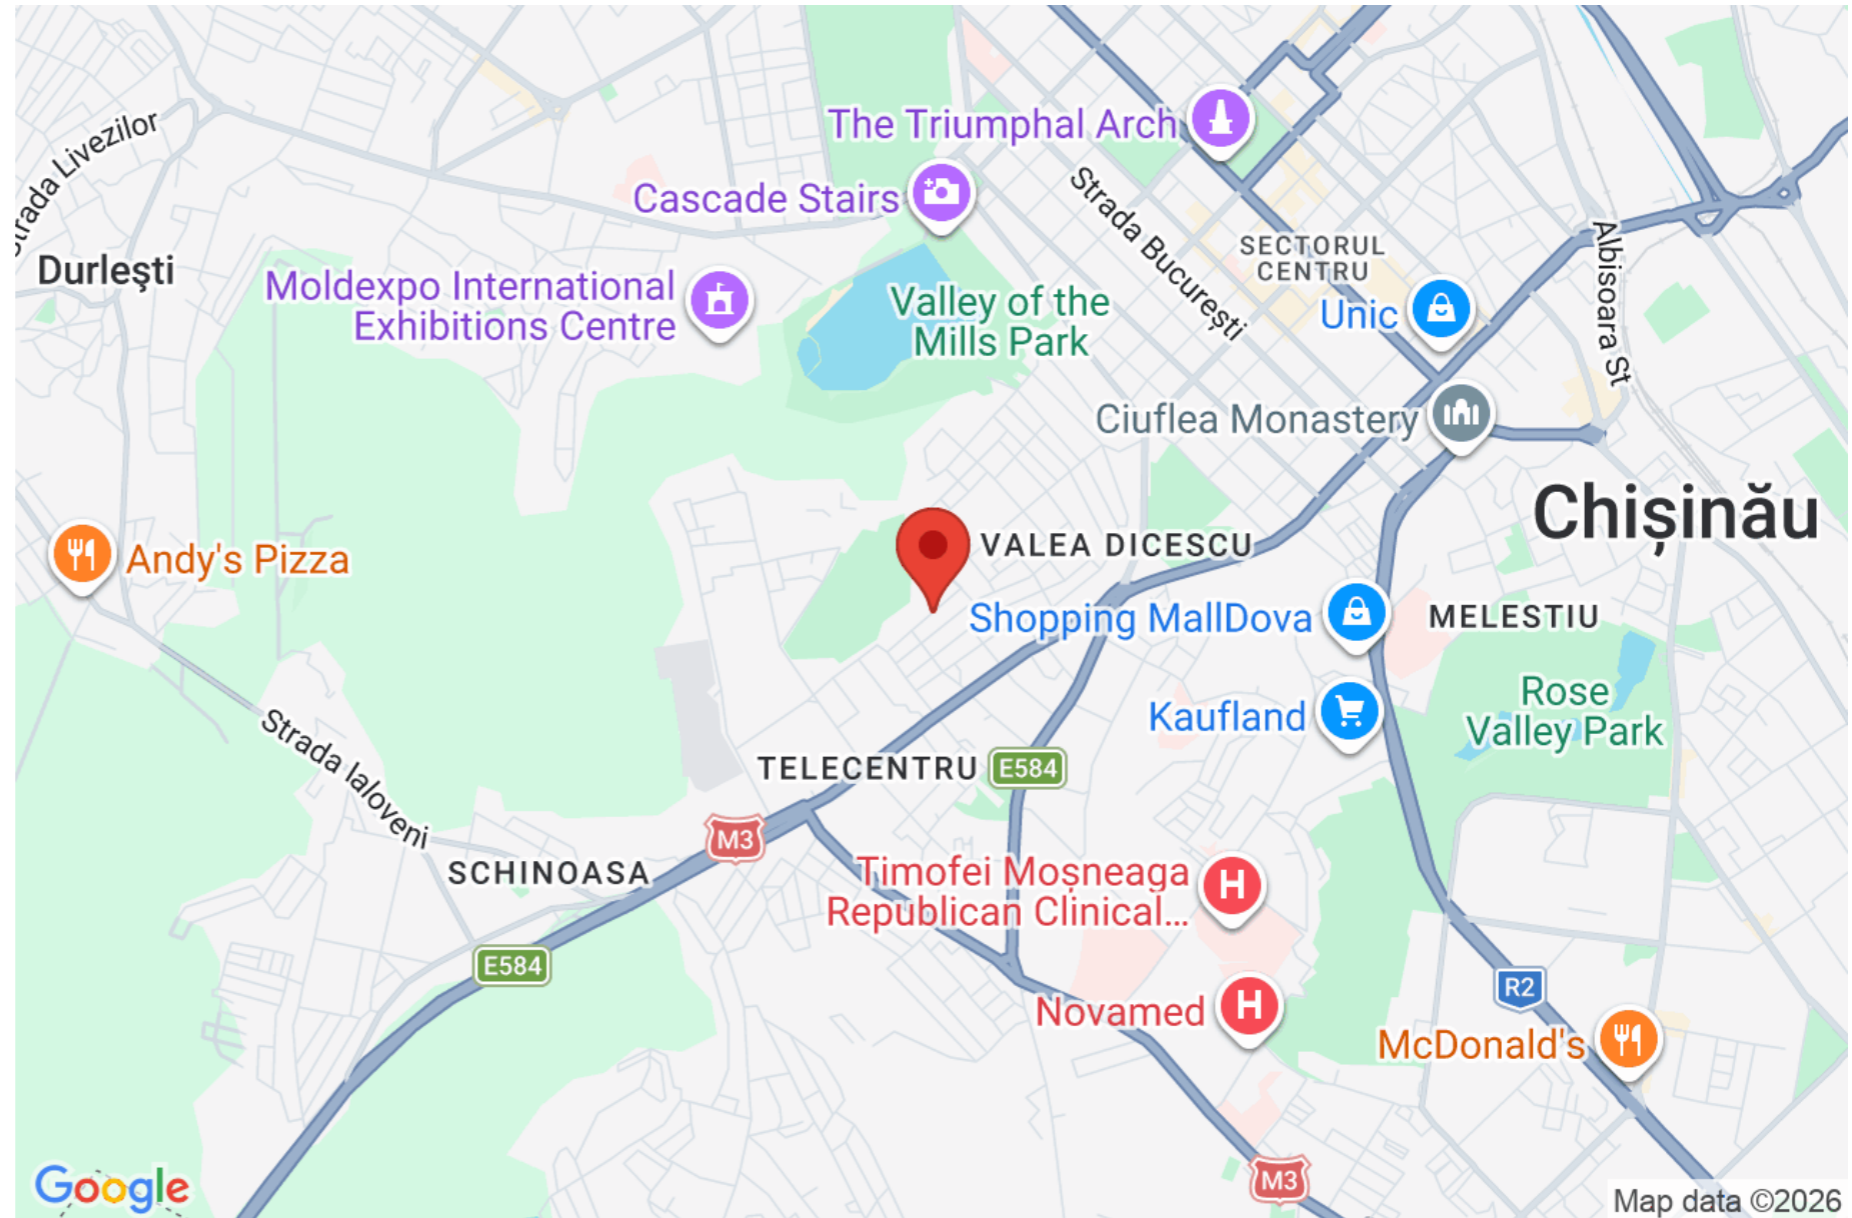 The Triumphal Arch
Strada Livezilor
Cascade Stairs
Strada București
SECTORUL
CENTRU
Albisoara St
Durleşti
Moldexpo International
Exhibitions Centre
Valley of the
Mills Park
Unic
Ciuflea Monastery
Chișinău
Andy's Pizza
VALEA DICESCU
Shopping MallDova
MELESTIU
Rose
Valley Park
Kaufland
Strada Ialoveni
TELECENTRU
E584
M3
SCHINOASA
Timofei Moșneaga
Republican Clinical...
H
E584
R2
Novamed
H
McDonald's
M3
Google
Map data ©2026